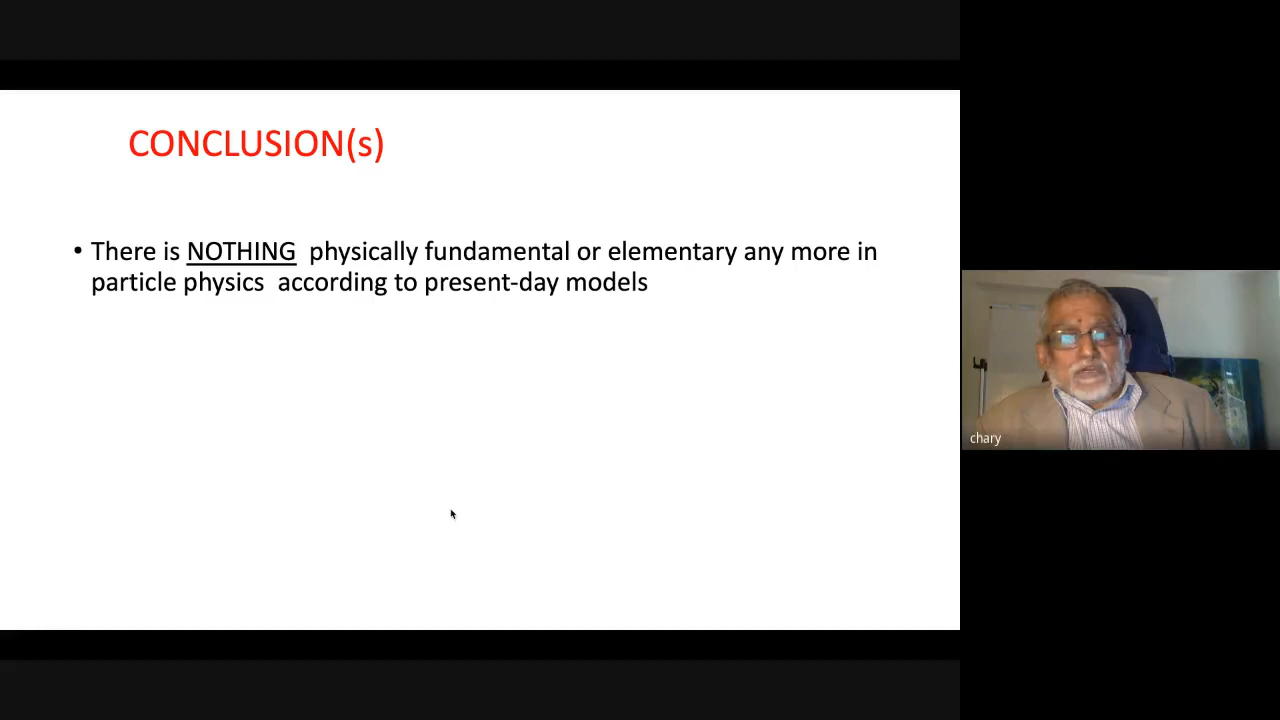 CONCLUSION(s)
• There is NOTHING physically fundamental or elementary any more in
particle physics according to present-day models
chary